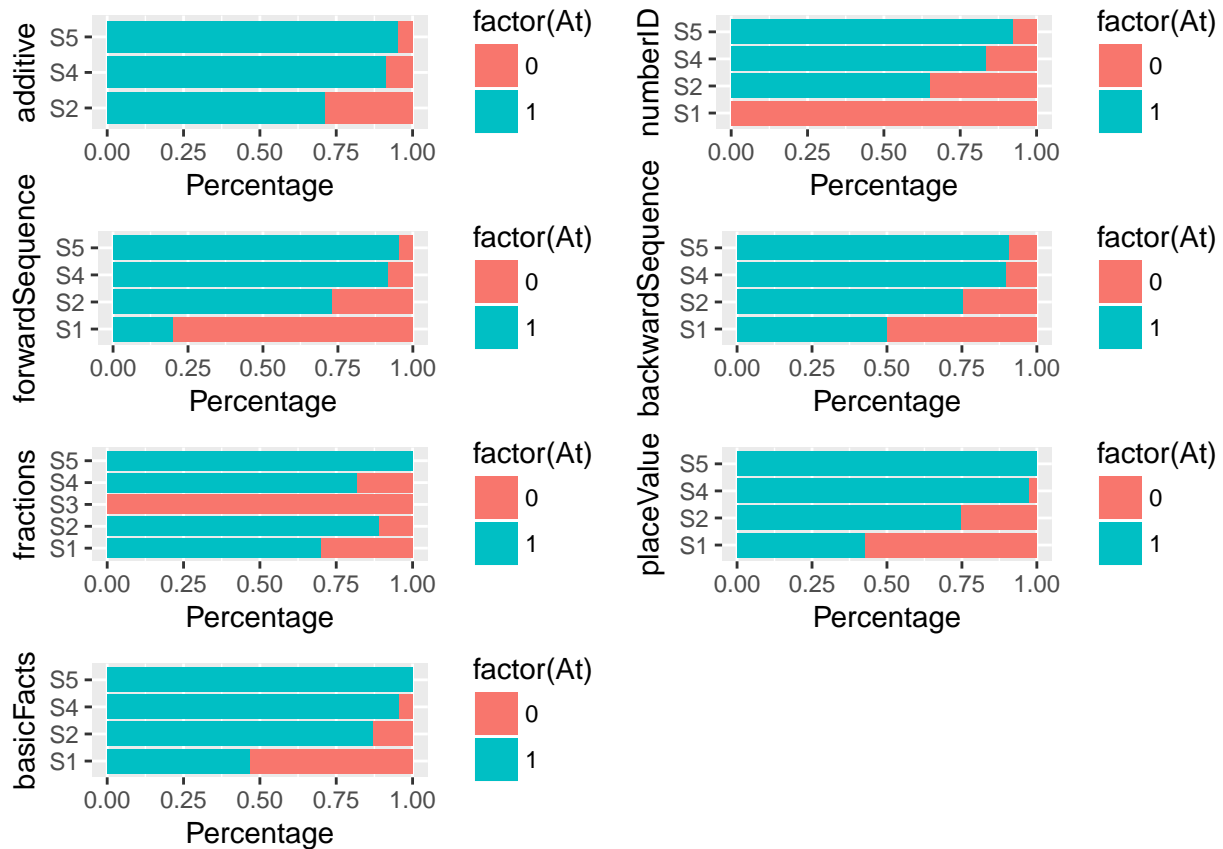 additive
S5
S4
S2
0.00 0.25 0.50 0.75 1.00
Percentage
factor(At)
0
1
numberID
S5
S4
S2
S1
0.00 0.25 0.50 0.75 1.00
Percentage
factor(At)
0
1
forwardSequence
S5
S4
S2
S1
0.00 0.25 0.50 0.75 1.00
Percentage
factor(At)
0
1
backwardSequence
S5
S4
S2
S1
0.00 0.25 0.50 0.75 1.00
Percentage
factor(At)
0
1
fractions
S5
S4
S3
S2
S1
0.00 0.25 0.50 0.75 1.00
Percentage
factor(At)
0
1
placeValue
S5
S4
S2
S1
0.00 0.25 0.50 0.75 1.00
Percentage
factor(At)
0
1
basicFacts
S5
S4
S2
S1
0.00 0.25 0.50 0.75 1.00
Percentage
factor(At)
0
1